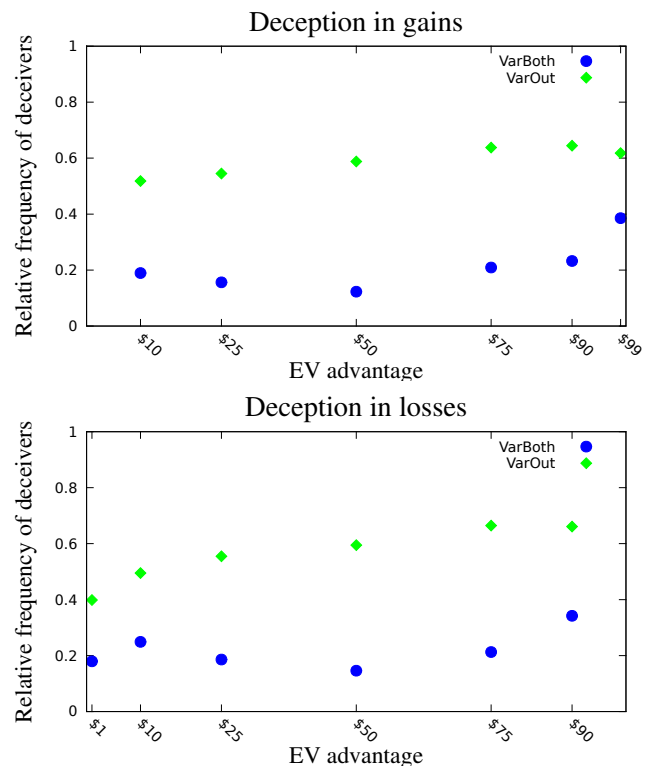 Deception in gains
Relative frequency of deceivers
1
0.8
0.6
0.4
0.2
0
VarBoth
VarOut
$10
$25
$50
$75
$90
$99
EV advantage
Deception in losses
Relative frequency of deceivers
1
0.8
0.6
0.4
0.2
0
VarBoth
VarOut
$1
$10
$25
$50
$75
$90
EV advantage